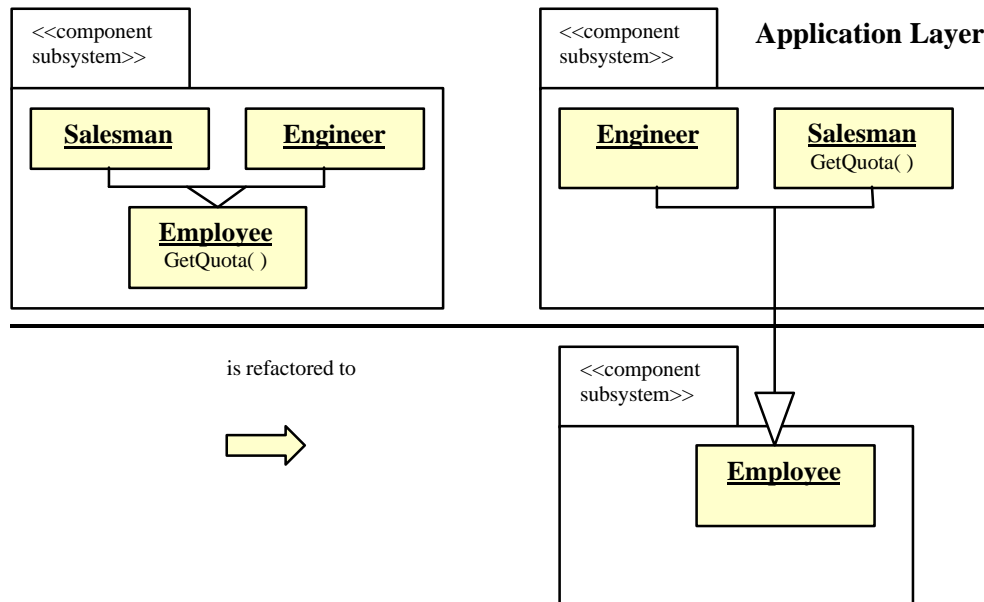 <<component
subsystem>>
Salesman
Engineer
Employee
GetQuota( )
<<component
subsystem>>
Application Layer
Engineer
Salesman
GetQuota( )
is refactored to
<<component
subsystem>>
Employee